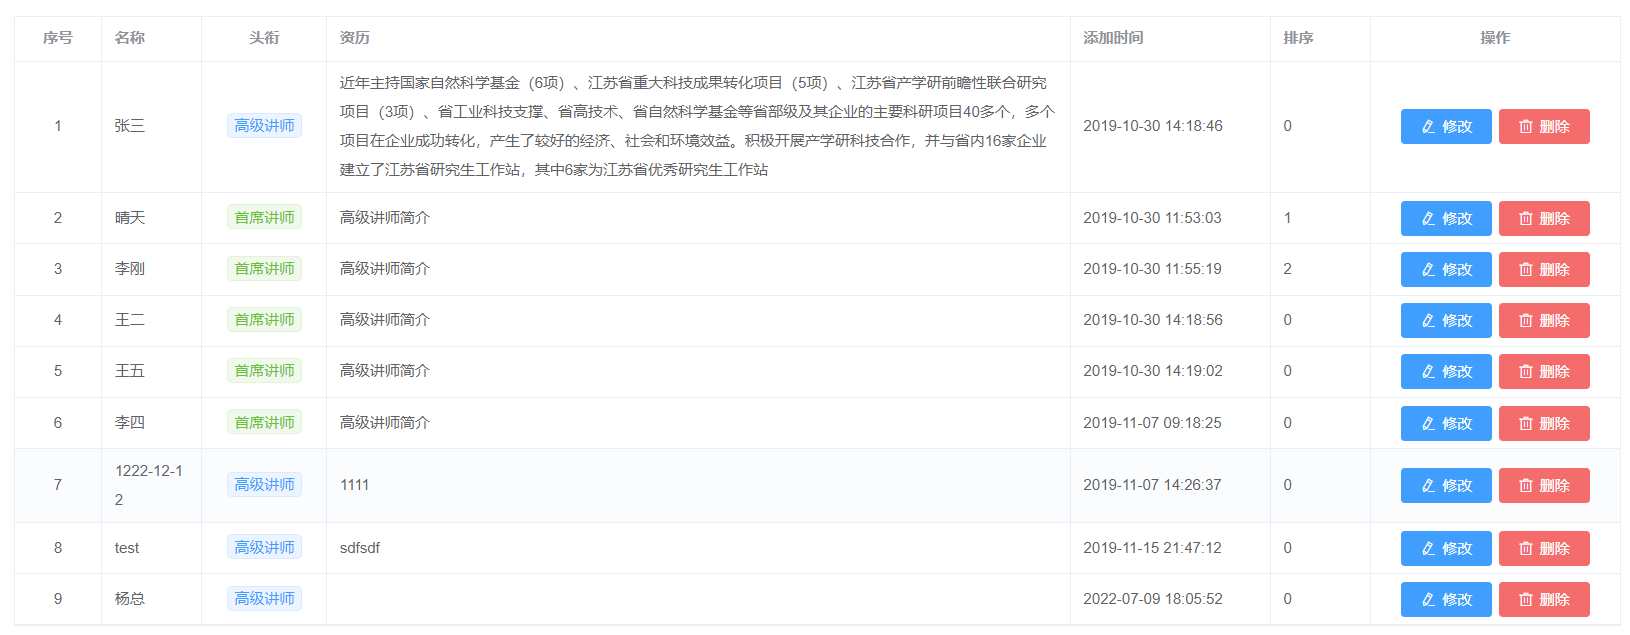 序号 名称 头衔 资历 添加时间 排序 操作
近年主持国家自然科学基金（6项）、江苏省重大科技成果转化项目（5项）、江苏省产学研前瞻性联合研究
项目（3项）、省工业科技支撑、省高技术、省自然科学基金等省部级及其企业的主要科研项目40多个，多个
1 张三 高级讲师 2019-10-30 14:18:46 0 修改 删除
项目在企业成功转化，产生了较好的经济、社会和环境效益。积极开展产学研科技合作，并与省内16家企业
建立了江苏省研究生工作站，其中6家为江苏省优秀研究生工作站
2 晴天 首席讲师 高级讲师简介 2019-10-30 11:53:03 1 修改 删除
3 李刚 首席讲师 高级讲师简介 2019-10-30 11:55:19 2 修改 删除
4 王二 首席讲师 高级讲师简介 2019-10-30 14:18:56 0 修改 删除
5 王五 首席讲师 高级讲师简介 2019-10-30 14:19:02 0 修改 删除
6 李四 首席讲师 高级讲师简介 2019-11-07 09:18:25 0 修改 删除
7 1222-12-1
2 高级讲师 1111 2019-11-07 14:26:37 0 修改 删除
8 test 高级讲师 sdfsdf 2019-11-15 21:47:12 0 修改 删除
9 杨总 高级讲师 2022-07-09 18:05:52 0 修改 删除